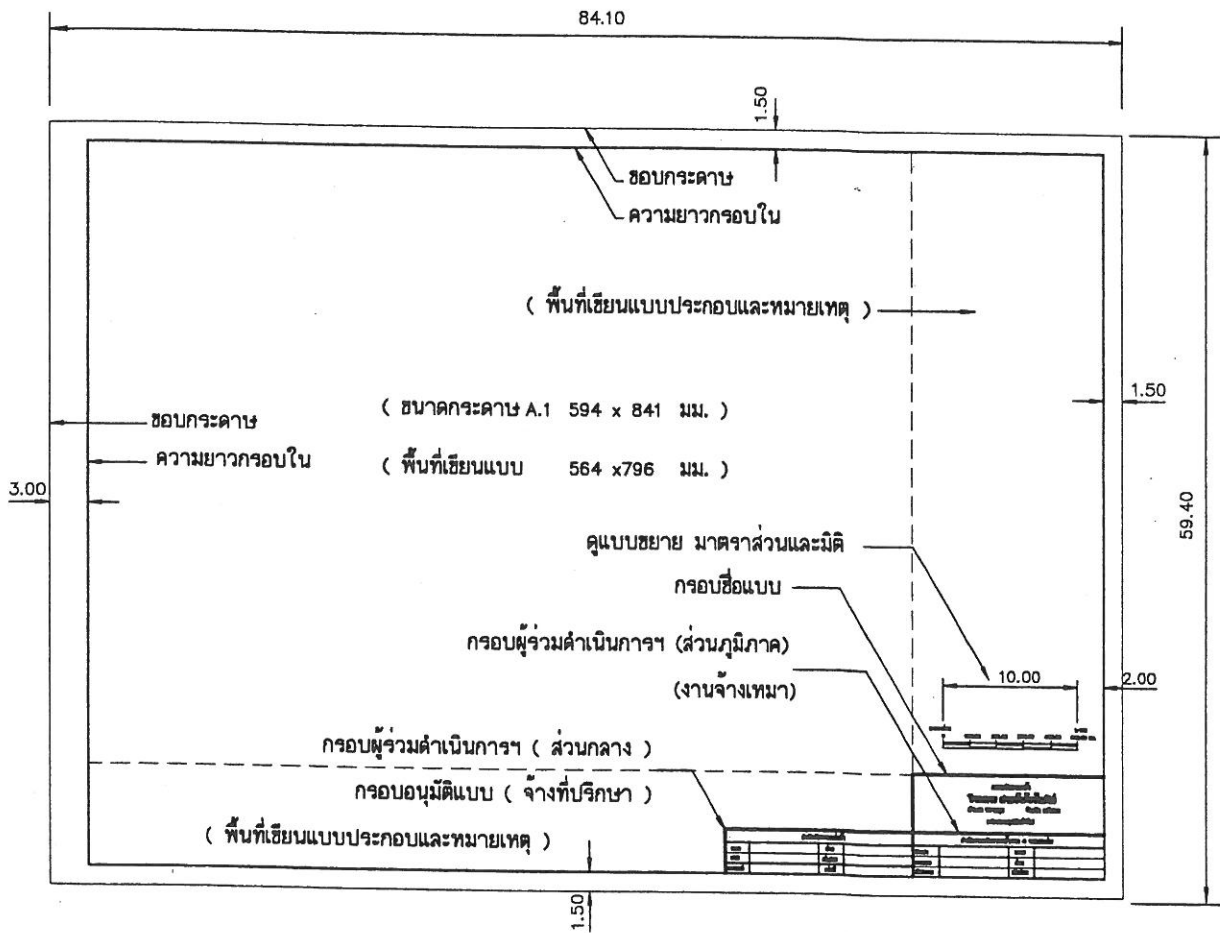 84.10
1.50
ขอบกระดาษ
ความยาวกรอบใน
( พื้นที่เขียนแบบประกอบและหมายเหตุ )
1.50
ขอบกระดาษ
( ขนาดกระดาษ A.1 594 x 841 มม. )
ความยาวกรอบใน
( พื้นที่เขียนแบบ 564 x796 มม. )
3.00
59.40
ดูแบบขยาย มาตราส่วนและมิติ
กรอบชื่อแบบ
กรอบผู้ร่วมดำเนินการฯ (ส่วนภูมิภาค)
(งานจ้างเหมา)
10.00
2.00
กรอบผู้ร่วมดำเนินการฯ ( ส่วนกลาง )
กรอบอนุมัติแบบ ( จ้างที่ปรึกษา )
( พื้นที่เขียนแบบประกอบและหมายเหตุ )
1.50